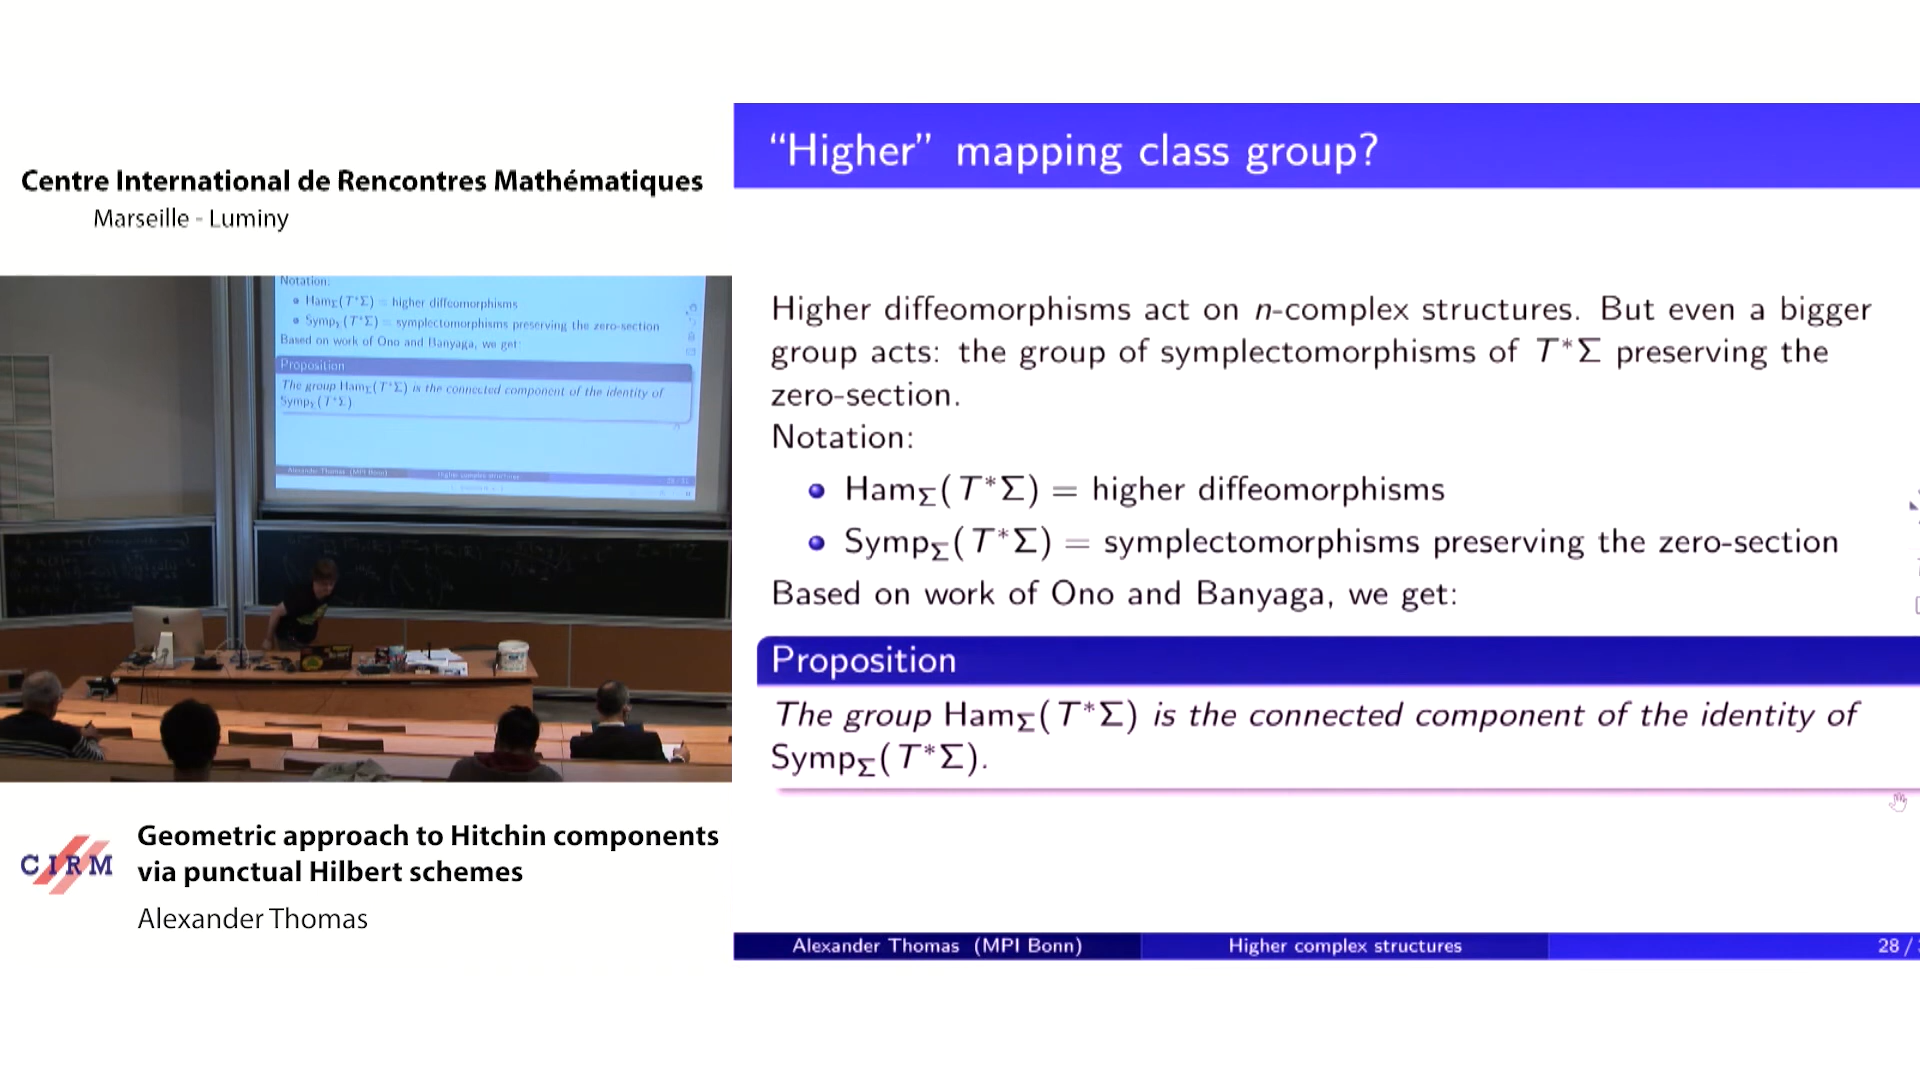 Centre International de Rencontres Mathématiques
Marseille - Luminy
Notation:
Ham_Σ(T*Σ) = higher diffeomorphisms
Symp_Σ(T*Σ) = symplectomorphisms preserving the zero-section
Based on work of Ono and Banyaga, we get:
Proposition
The group Ham_Σ(T*Σ) is the connected component of the identity of
Symp_Σ(T*Σ)
Alexander Thomas (MPI Bonn) Higher complex structures
CIRM
Geometric approach to Hitchin components
via punctual Hilbert schemes
Alexander Thomas
“Higher” mapping class group?
Higher diffeomorphisms act on n-complex structures. But even a bigger
group acts: the group of symplectomorphisms of T*Σ preserving the
zero-section.
Notation:
Ham_Σ(T*Σ) = higher diffeomorphisms
Symp_Σ(T*Σ) = symplectomorphisms preserving the zero-section
Based on work of Ono and Banyaga, we get:
Proposition
The group Ham_Σ(T*Σ) is the connected component of the identity of
Symp_Σ(T*Σ).
Alexander Thomas (MPI Bonn) Higher complex structures 28 /